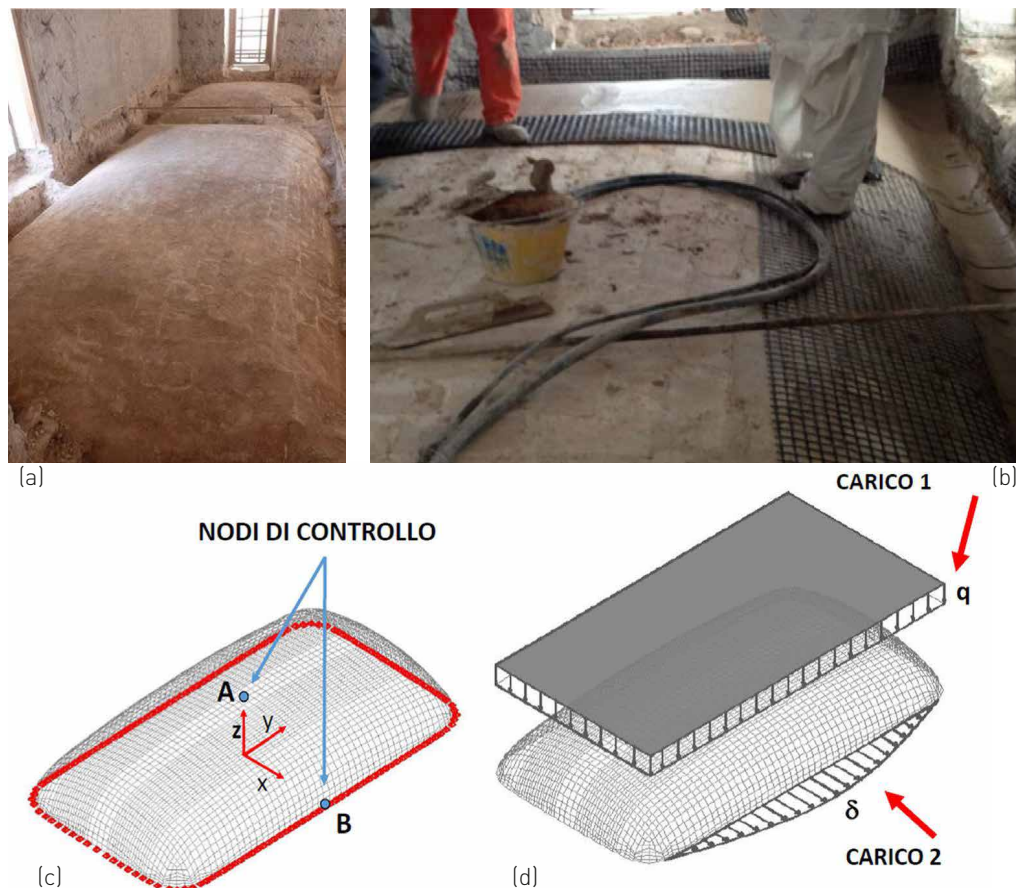 (a)
(b)
CARICO 1
NODI DI CONTROLLO
q
A
z
y
x
B
δ
CARICO 2
(c)
(d)